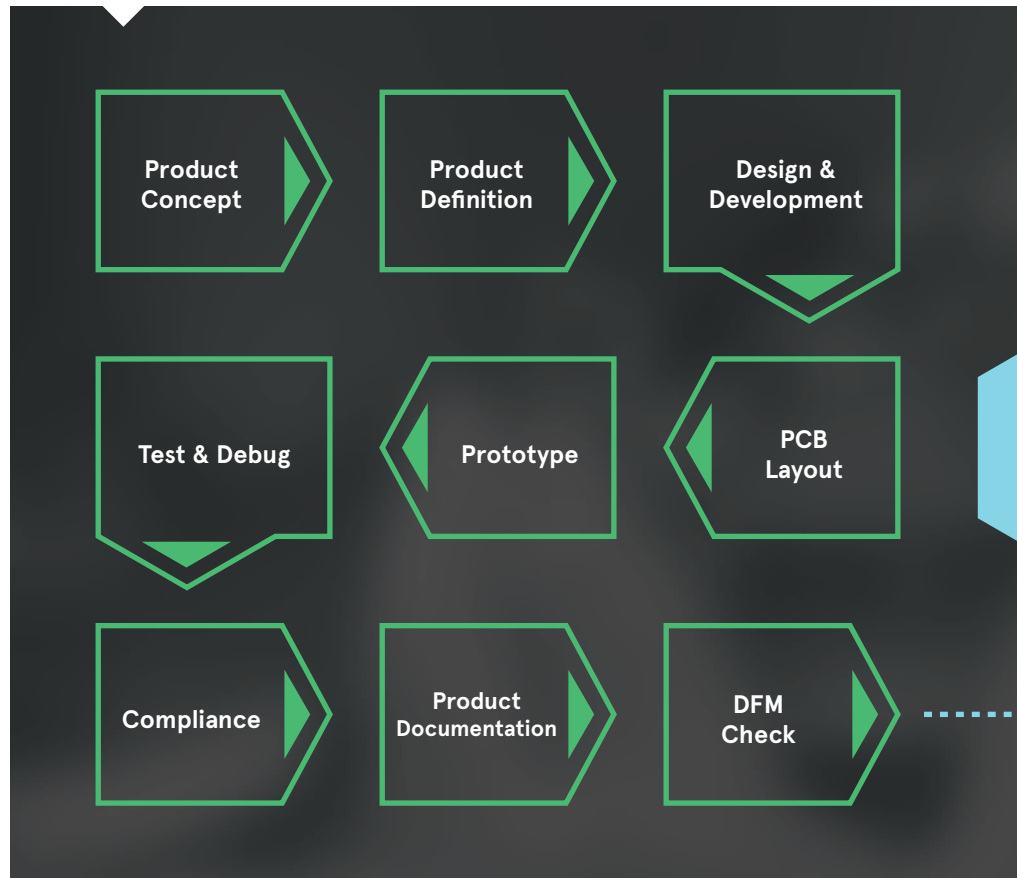 Product
Concept
Product
Definition
Design &
Development
Test & Debug
Prototype
PCB
Layout
Compliance
Product
Documentation
DFM
Check